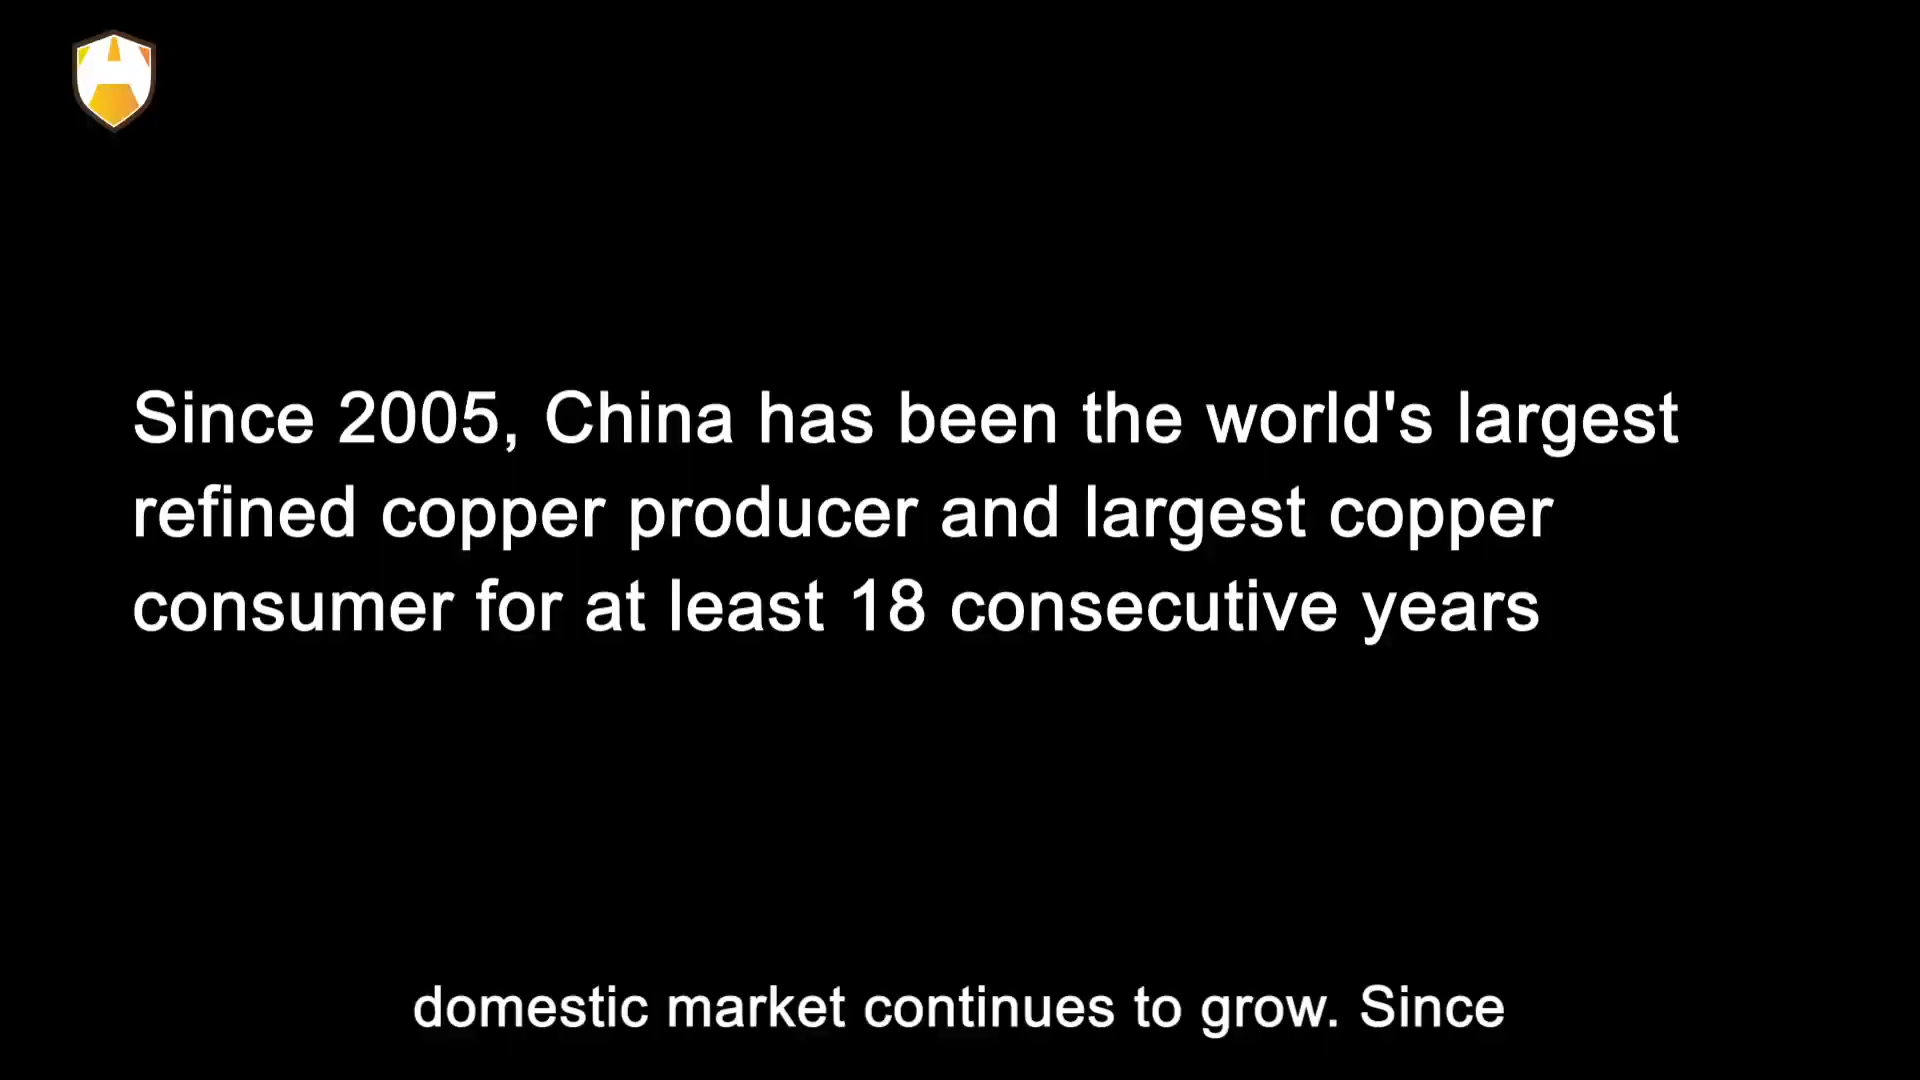 Since 2005, China has been the world's largest
refined copper producer and largest copper
consumer for at least 18 consecutive years
domestic market continues to grow. Since